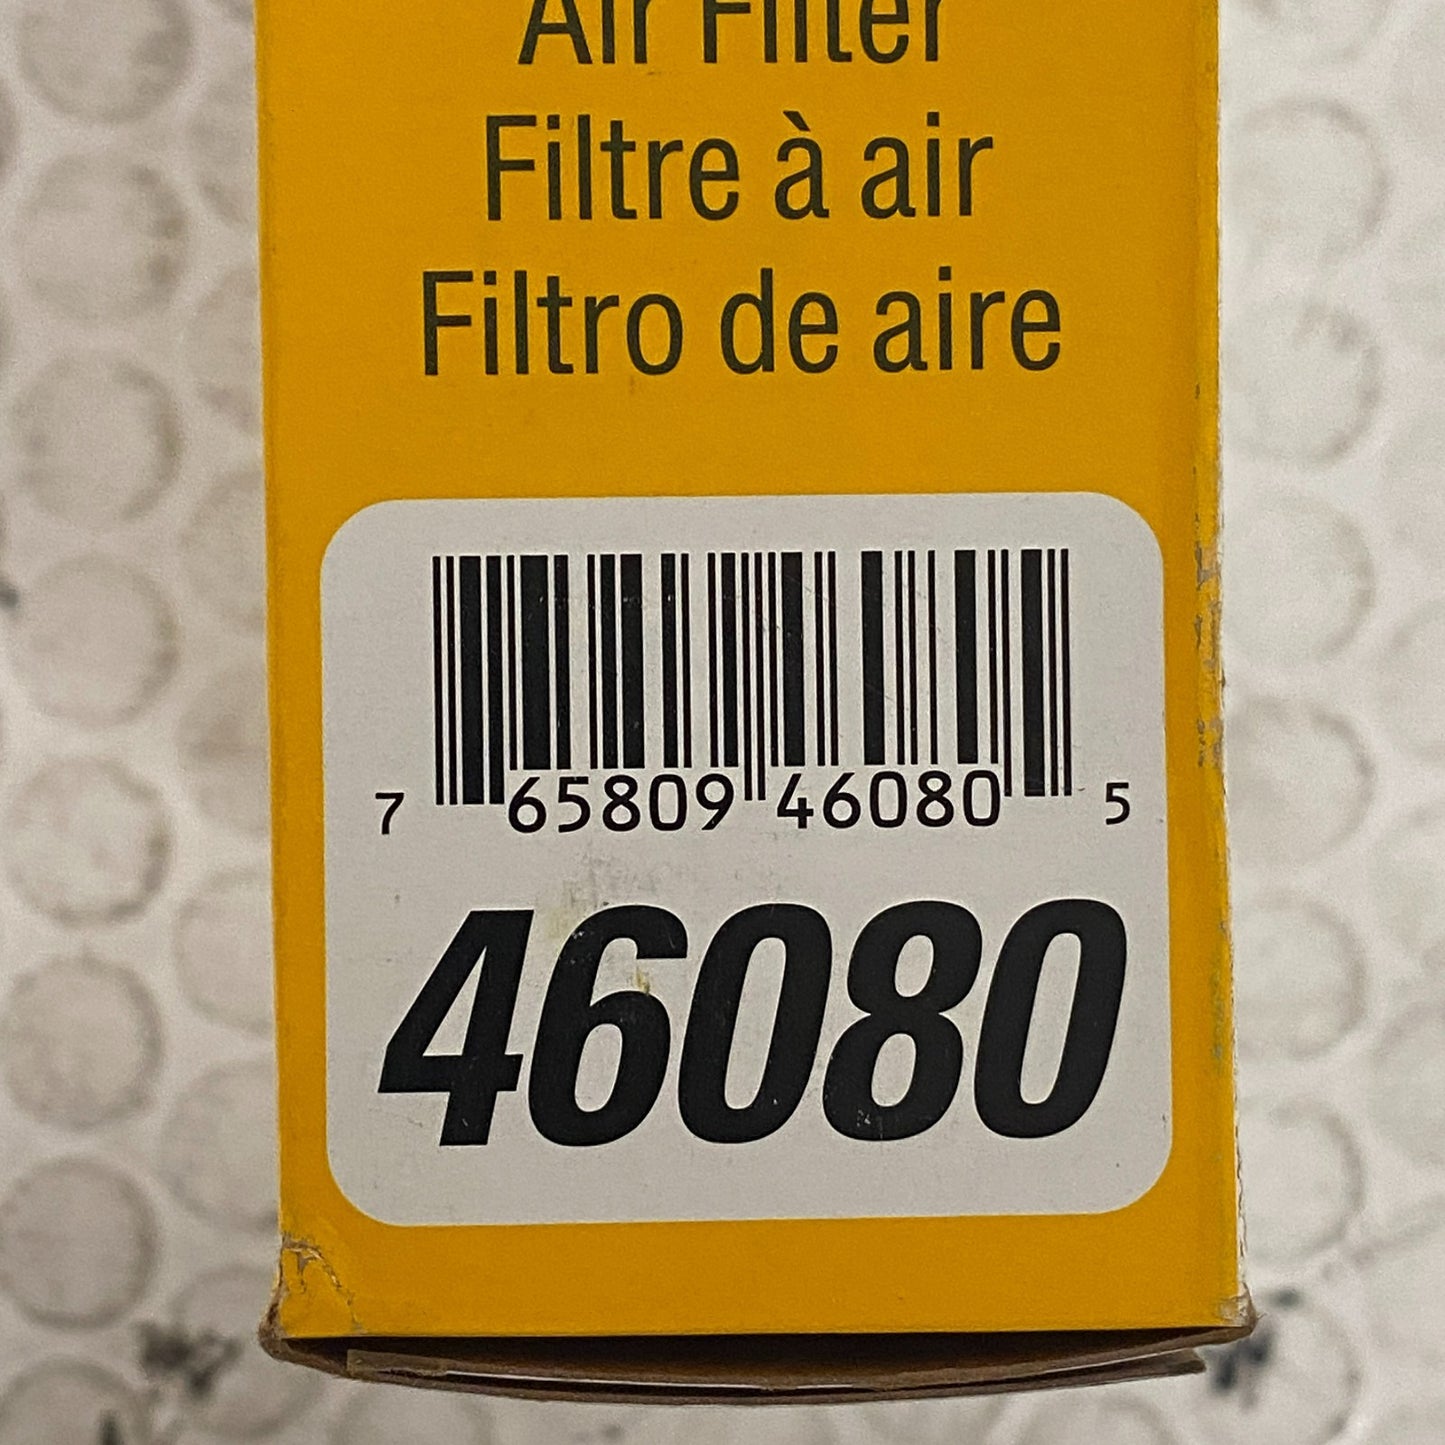 Air Filter
Filtre à air
Filtro de aire
7 65809 46080 5
46080